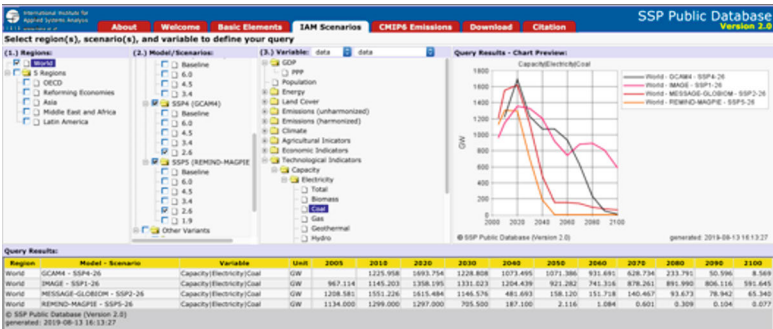 International Institute for
Applied Systems Analysis
SSP Public Database
Version 2.0
About Welcome Basic Elements IAM Scenarios CMIP6 Emissions Download Citation
Select region(s), scenario(s), and variable to define your query
(1.) Regions:
World
5 Regions
OECD
Reforming Economies
Asia
Middle East and Africa
Latin America
(2.) Model/Scenarios:
Baseline
6.0
4.5
3.4
SSP4 (GCAM4)
Baseline
6.0
4.5
3.4
2.6
SSP5 (REMIND-MAGPIE
Baseline
6.0
4.5
3.4
2.6
1.9
Other Variants
(3.) Variable: data data
GDP
PPP
Population
Energy
Land Cover
Emissions (unharmonized)
Emissions (harmonized)
Climate
Agricultural Inicators
Economic Indicators
Technological Indicators
Capacity
Electricity
Total
Biomass
Coal
Gas
Geothermal
Hydro
Query Results - Chart Preview:
Capacity|Electricity|Coal
1800
1600
1400
1200
1000
800
600
400
200
0
GW
2000 2020 2040 2060 2080 2100
World - GCAM4 - SSP4-26
World - IMAGE - SSP1-26
World - MESSAGE-GLOBIOM - SSP2-26
World - REMIND-MAGPIE - SSP5-26
© SSP Public Database (Version 2.0) generated: 2019-08-13 16:13:27
Query Results:
Region Model - Scenario Variable Unit 2005 2010 2020 2030 2040 2050 2060 2070 2080 2090 2100
World GCAM4 - SSP4-26 Capacity|Electricity|Coal GW 1225.958 1693.754 1228.808 1073.495 1071.386 931.691 628.734 233.791 50.596 8.569
World IMAGE - SSP1-26 Capacity|Electricity|Coal GW 967.114 1145.203 1358.195 1331.023 1204.439 921.282 741.316 878.261 891.990 806.116 591.645
World MESSAGE-GLOBIOM - SSP2-26 Capacity|Electricity|Coal GW 1208.581 1551.226 1615.484 1146.576 481.693 158.120 151.718 140.467 93.673 78.942 65.340
World REMIND-MAGPIE - SSP5-26 Capacity|Electricity|Coal GW 1134.000 1299.000 1297.000 705.500 187.100 2.116 1.084 0.601 0.309 0.104 0.077
© SSP Public Database (Version 2.0)
generated: 2019-08-13 16:13:27